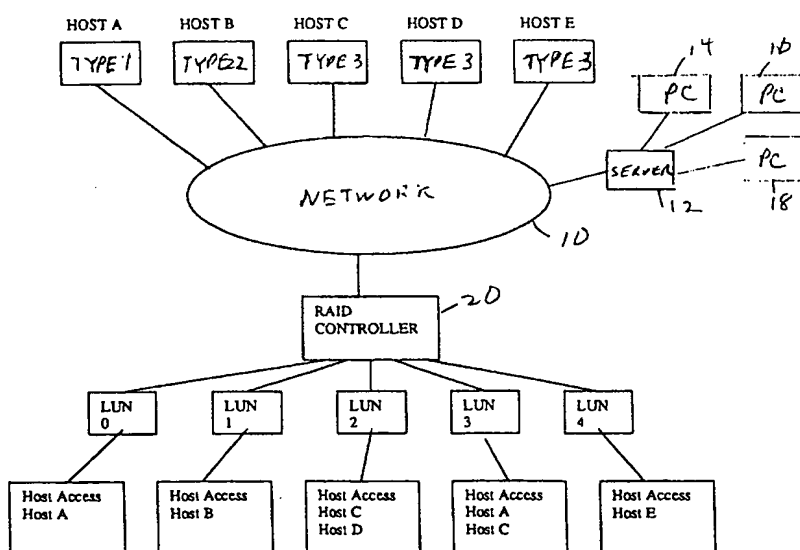 HOST A HOST B HOST C HOST D HOST E
TYPE 1 TYPE22 TYPE 3 TYPE 3 TYPE 3
14 16
PC PC
SERVER PC
12 18
NETWORK
10
RAID
CONTROLLER
20
LUN LUN LUN LUN LUN
0 1 2 3 4
Host Access Host Access Host Access Host Access Host Access
Host A Host B Host C Host A Host E
Host D Host C